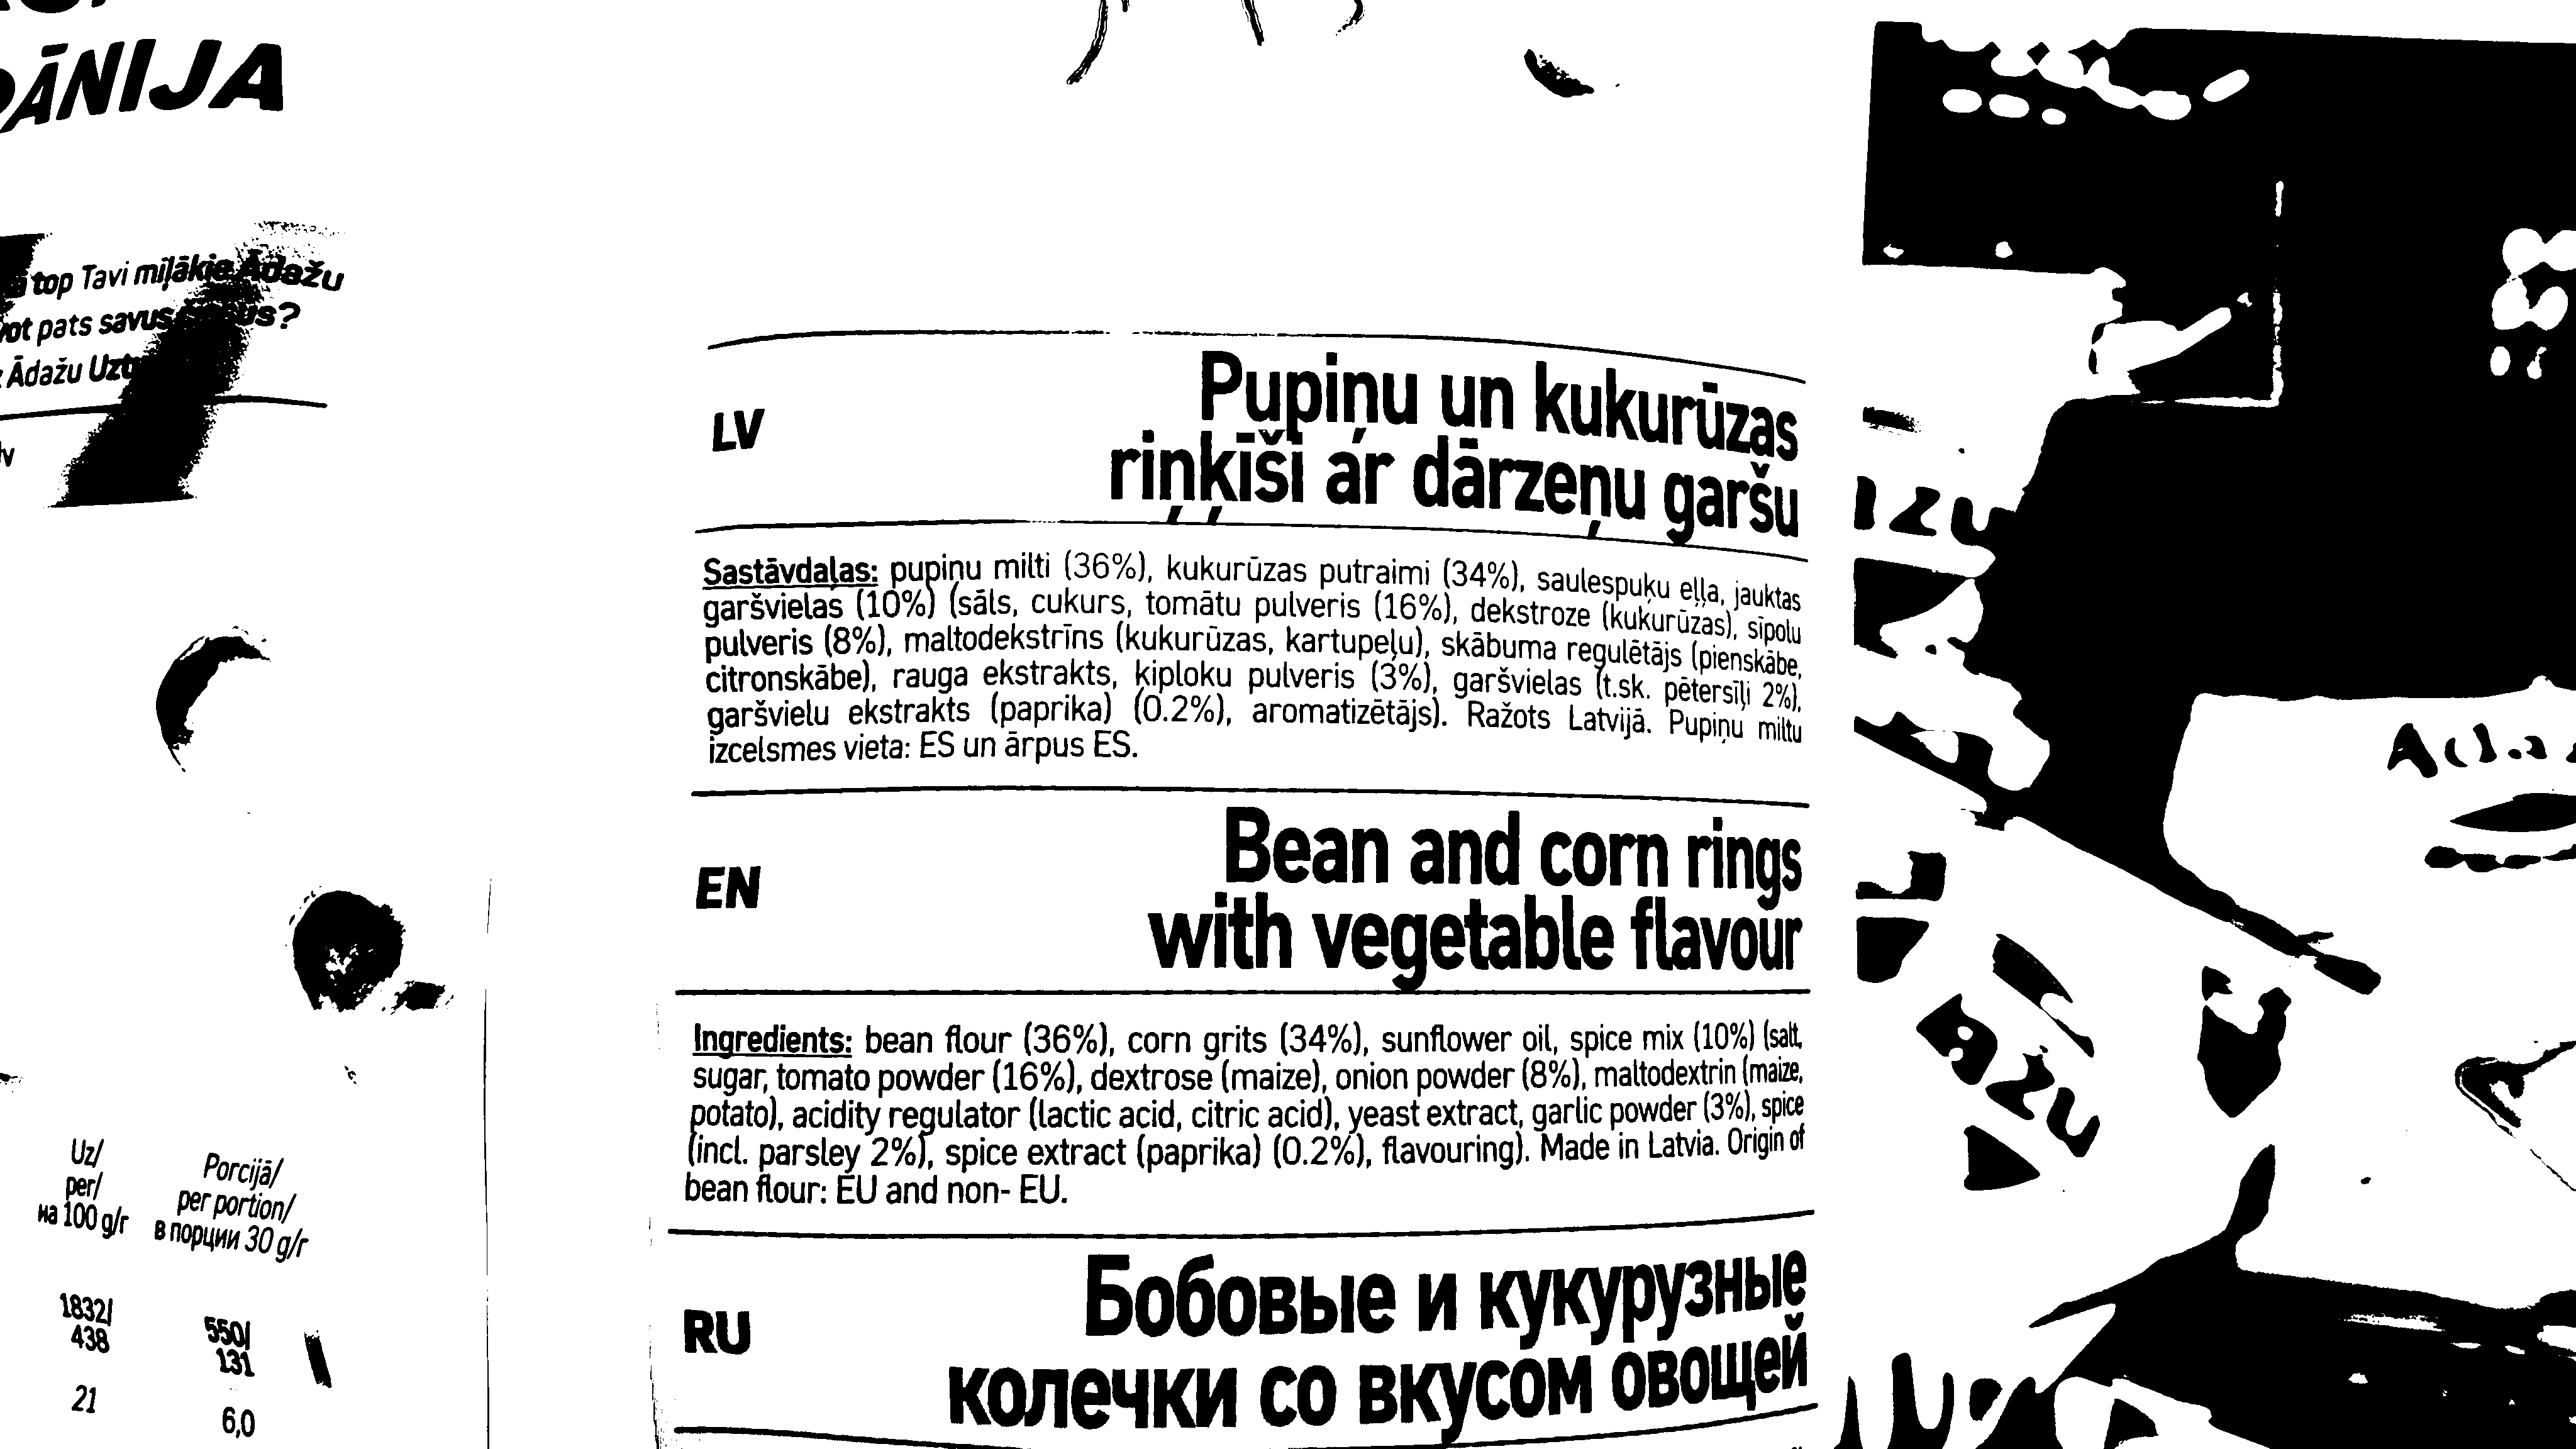 ĀNIJA
top Tavi miļākie Ādažu
pats savus
Ādažu
lv
Uz/
per/
на 100 g/г
Porcijā/
per portion/
в порции 30 g/г
1832/
438
550/
131
21
6,0
LV
Pupiņu un kukurūzas
riņķīši ar dārzeņu garšu
Sastāvdaļas: pupiņu milti (36%), kukurūzas putraimi (34%), saulespuķu eļļa, jauktas
garšvielas (10%) (sāls, cukurs, tomātu pulveris (16%), dekstroze (kukurūzas), sīpolu
pulveris (8%), maltodekstrīns (kukurūzas, kartupeļu), skābuma regulētājs (pienskābe,
citronskābe), rauga ekstrakts, ķiploku pulveris (3%), garšvielas (t.sk. pētersīļi 2%),
garšvielu ekstrakts (paprika) (0.2%), aromatizētājs). Ražots Latvijā. Pupiņu miltu
izcelsmes vieta: ES un ārpus ES.
EN
Bean and corn rings
with vegetable flavour
Ingredients: bean flour (36%), corn grits (34%), sunflower oil, spice mix (10%) (salt,
sugar, tomato powder (16%), dextrose (maize), onion powder (8%), maltodextrin (maize,
potato), acidity regulator (lactic acid, citric acid), yeast extract, garlic powder (3%), spice
(incl. parsley 2%), spice extract (paprika) (0.2%), flavouring). Made in Latvia. Origin of
bean flour: EU and non- EU.
RU
Бобовые и кукурузные
колечки со вкусом овощей